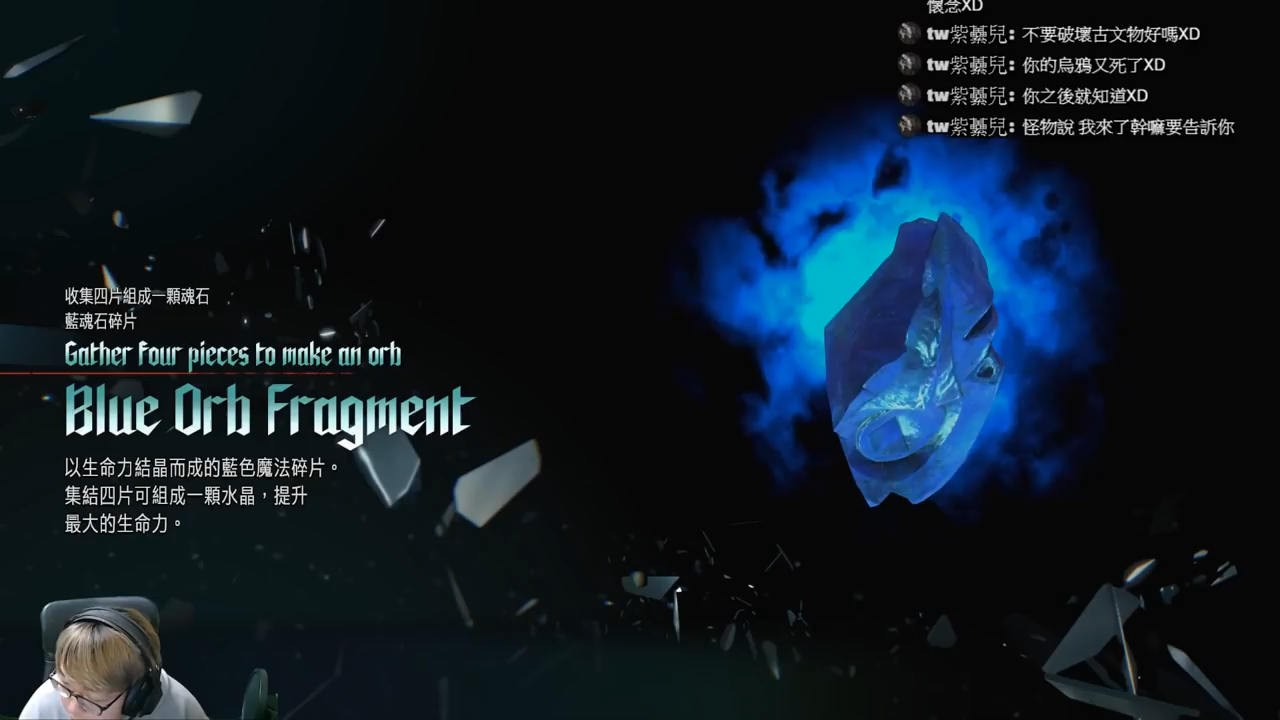 懷念XD
tw紫虆兒: 不要破壞古文物好嗎XD
tw紫虆兒: 你的烏鴉又死了XD
tw紫虆兒: 你之後就知道XD
tw紫虆兒: 怪物說 我來了幹嘛要告訴你
收集四片組成一顆魂石
藍魂石碎片
Gather four pieces to make an orb
Blue Orb Fragment
以生命力結晶而成的藍色魔法碎片。
集結四片可組成一顆水晶，提升
最大的生命力。